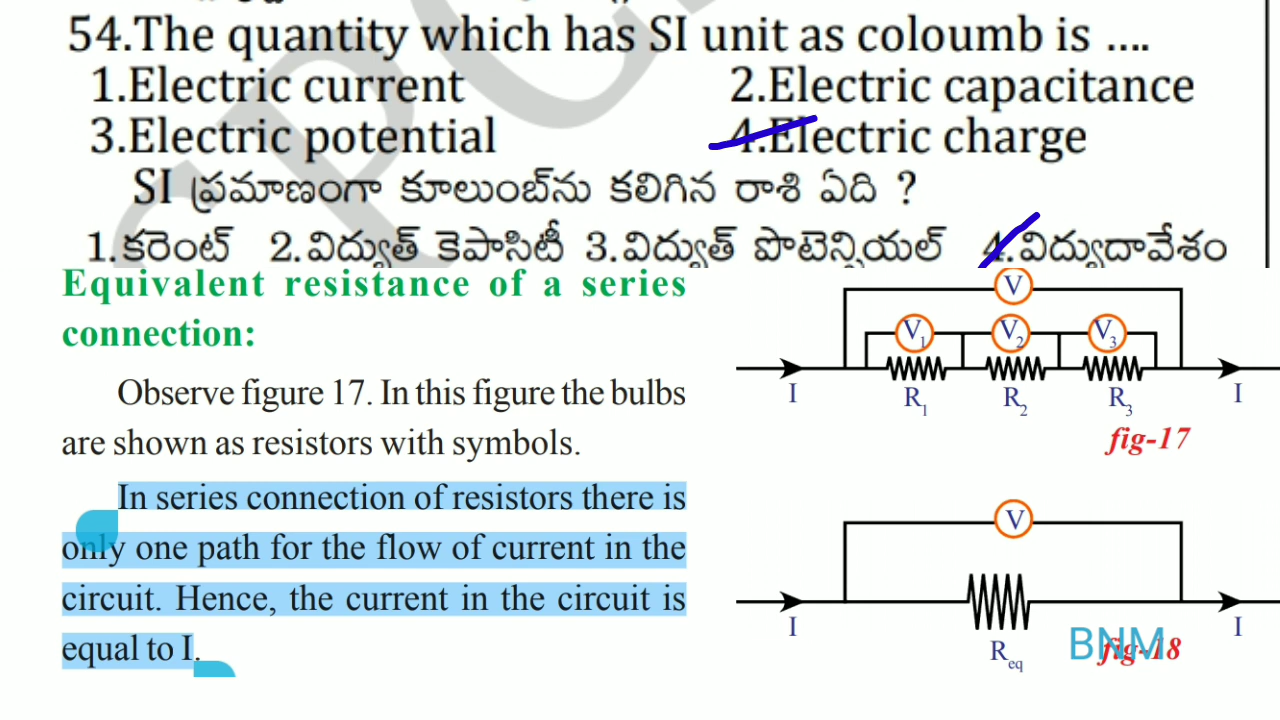 54.The quantity which has SI unit as coloumb is ....
1.Electric current 2.Electric capacitance
3.Electric potential 4.Electric charge
SI ప్రమాణంగా కూలుంబ్‌ను కలిగిన రాశి ఏది ?
1.కరెంట్ 2.విద్యుత్ కెపాసిటీ 3.విద్యుత్ పొటెన్షియల్ 4.విద్యుదావేశం
Equivalent resistance of a series
connection:
Observe figure 17. In this figure the bulbs
are shown as resistors with symbols.
In series connection of resistors there is
only one path for the flow of current in the
circuit. Hence, the current in the circuit is
equal to I.
V
V1 V2 V3
I R1 R2 R3 I
fig-17
V
I Req I
fig-18
BNM